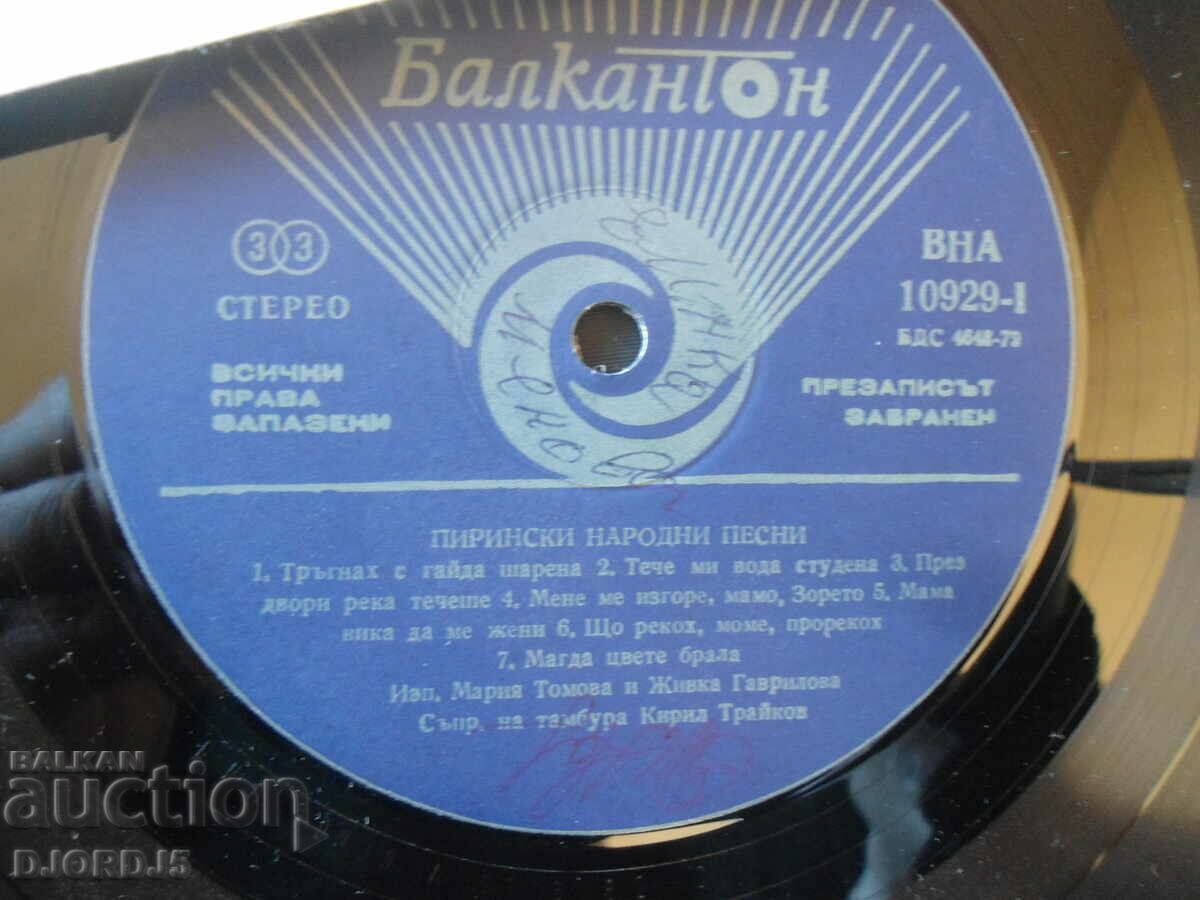 Балкантон
33
СТЕРЕО
ВНА
10929-I
БДС 4648-73
ВСИЧКИ
ПРАВА
ЗАПАЗЕНИ
ПРЕЗАПИСЪТ
ЗАБРАНЕН
ПИРИНСКИ НАРОДНИ ПЕСНИ
1. Тръгнах с гайда шарена 2. Тече ми вода студена 3. През
двори река течеше 4. Мене ме изгоре, мамо, Зорето 5. Мама
вика да ме жени 6. Що рекох, моме, прорекох
7. Магда цвете брала
Изп. Мария Томова и Живка Гаврилова
Съпр. на тамбура Кирил Трайков
BALKAN
auction
DJORDJ5